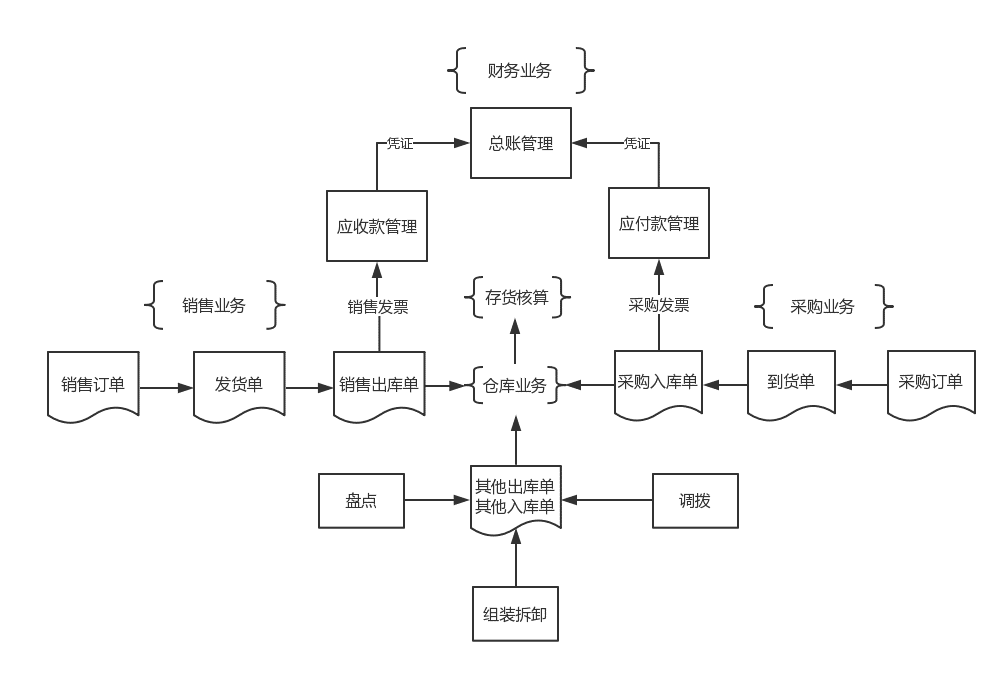 财务业务
凭证
总账管理
凭证
应收款管理
应付款管理
销售业务
销售发票
存货核算
采购发票
采购业务
销售订单
发货单
销售出库单
仓库业务
采购入库单
到货单
采购订单
盘点
其他出库单
其他入库单
调拨
组装拆卸